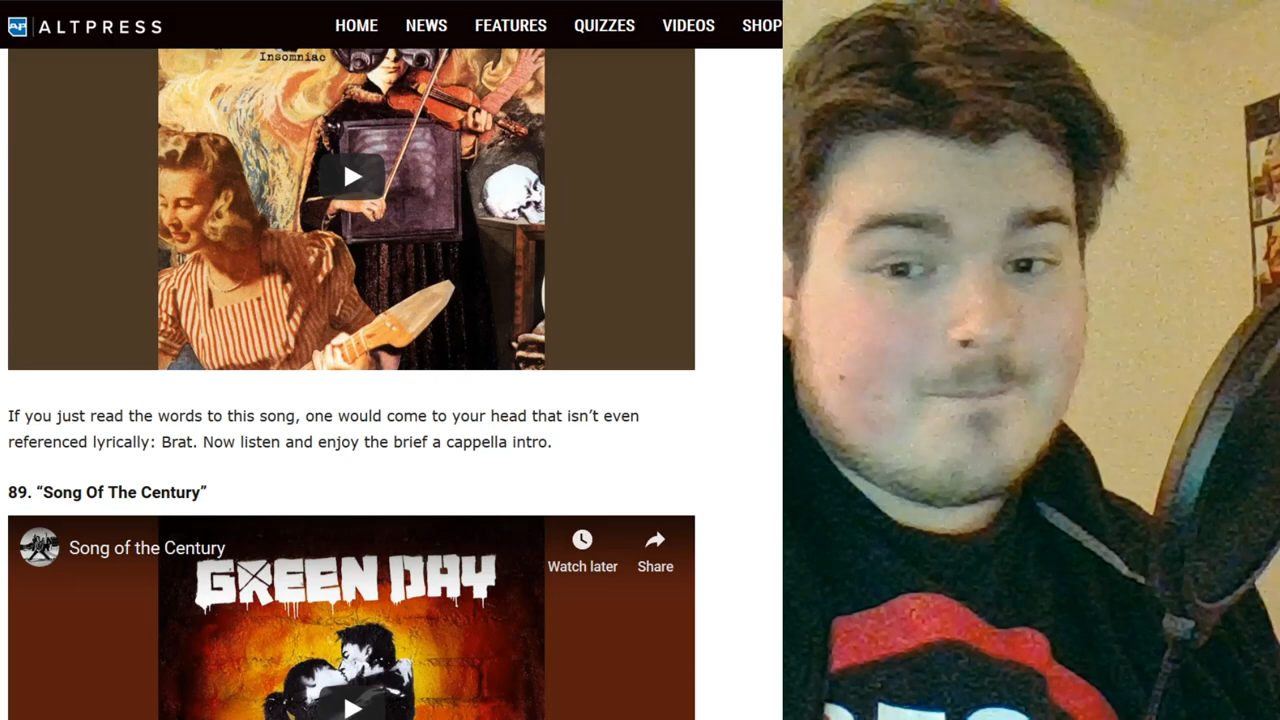 AP ALTPRESS HOME NEWS FEATURES QUIZZES VIDEOS SHOP
Insomniac
If you just read the words to this song, one would come to your head that isn’t even
referenced lyrically: Brat. Now listen and enjoy the brief a cappella intro.
89. “Song Of The Century”
Song of the Century
Watch later
Share
GREEN DAY